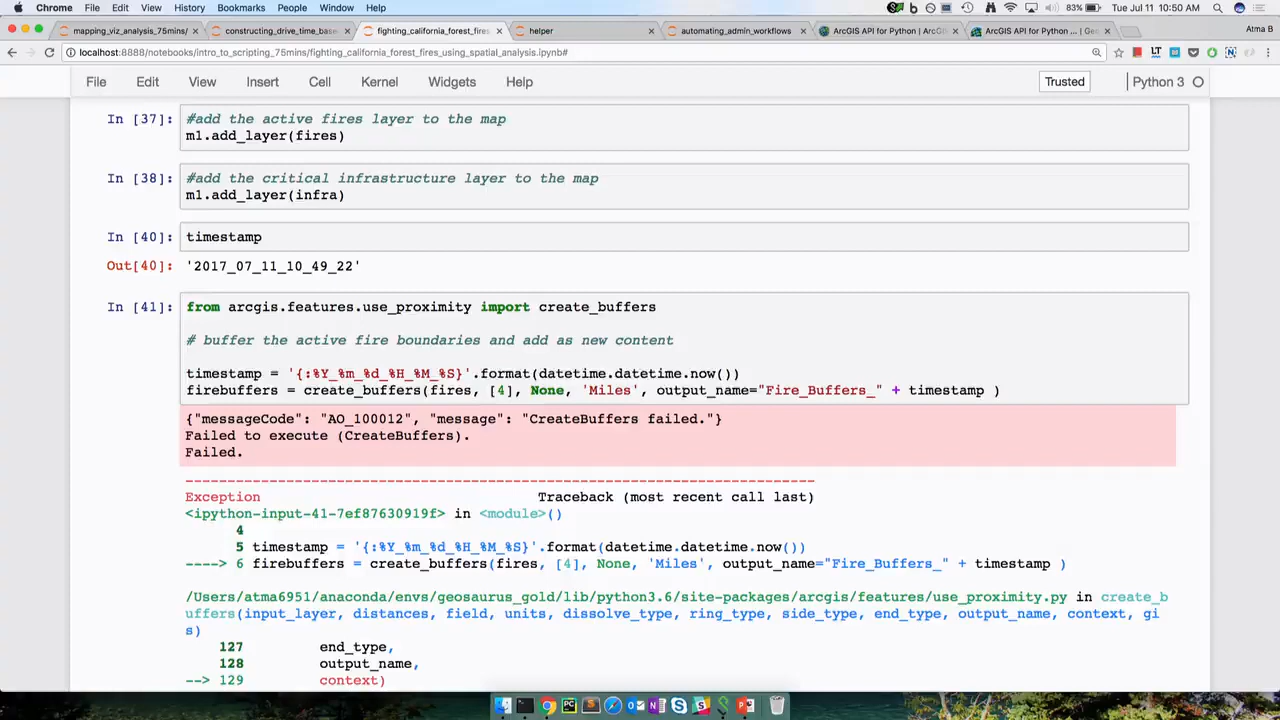 Chrome File Edit View History Bookmarks People Window Help 83% Tue Jul 11 10:50 AM
mapping_viz_analysis_75mins/ constructing_drive_time_base fighting_california_forest_fires helper automating_admin_workflows ArcGIS API for Python | ArcGIS ArcGIS API for Python ... | Geo Atma B
localhost:8888/notebooks/intro_to_scripting_75mins/fighting_california_forest_fires_using_spatial_analysis.ipynb#
File Edit View Insert Cell Kernel Widgets Help Trusted Python 3
In [37]: #add the active fires layer to the map
m1.add_layer(fires)
In [38]: #add the critical infrastructure layer to the map
m1.add_layer(infra)
In [40]: timestamp
Out[40]: '2017_07_11_10_49_22'
In [41]: from arcgis.features.use_proximity import create_buffers
# buffer the active fire boundaries and add as new content
timestamp = '{:%Y_%m_%d_%H_%M_%S}'.format(datetime.datetime.now())
firebuffers = create_buffers(fires, [4], None, 'Miles', output_name="Fire_Buffers_" + timestamp )
{"messageCode": "AO_100012", "message": "CreateBuffers failed."}
Failed to execute (CreateBuffers).
Failed.
---------------------------------------------------------------------------
Exception Traceback (most recent call last)
<ipython-input-41-7ef87630919f> in <module>()
4
5 timestamp = '{:%Y_%m_%d_%H_%M_%S}'.format(datetime.datetime.now())
----> 6 firebuffers = create_buffers(fires, [4], None, 'Miles', output_name="Fire_Buffers_" + timestamp )
/Users/atma6951/anaconda/envs/geosaurus_gold/lib/python3.6/site-packages/arcgis/features/use_proximity.py in create_b
uffers(input_layer, distances, field, units, dissolve_type, ring_type, side_type, end_type, output_name, context, gi
s)
127 end_type,
128 output_name,
--> 129 context)